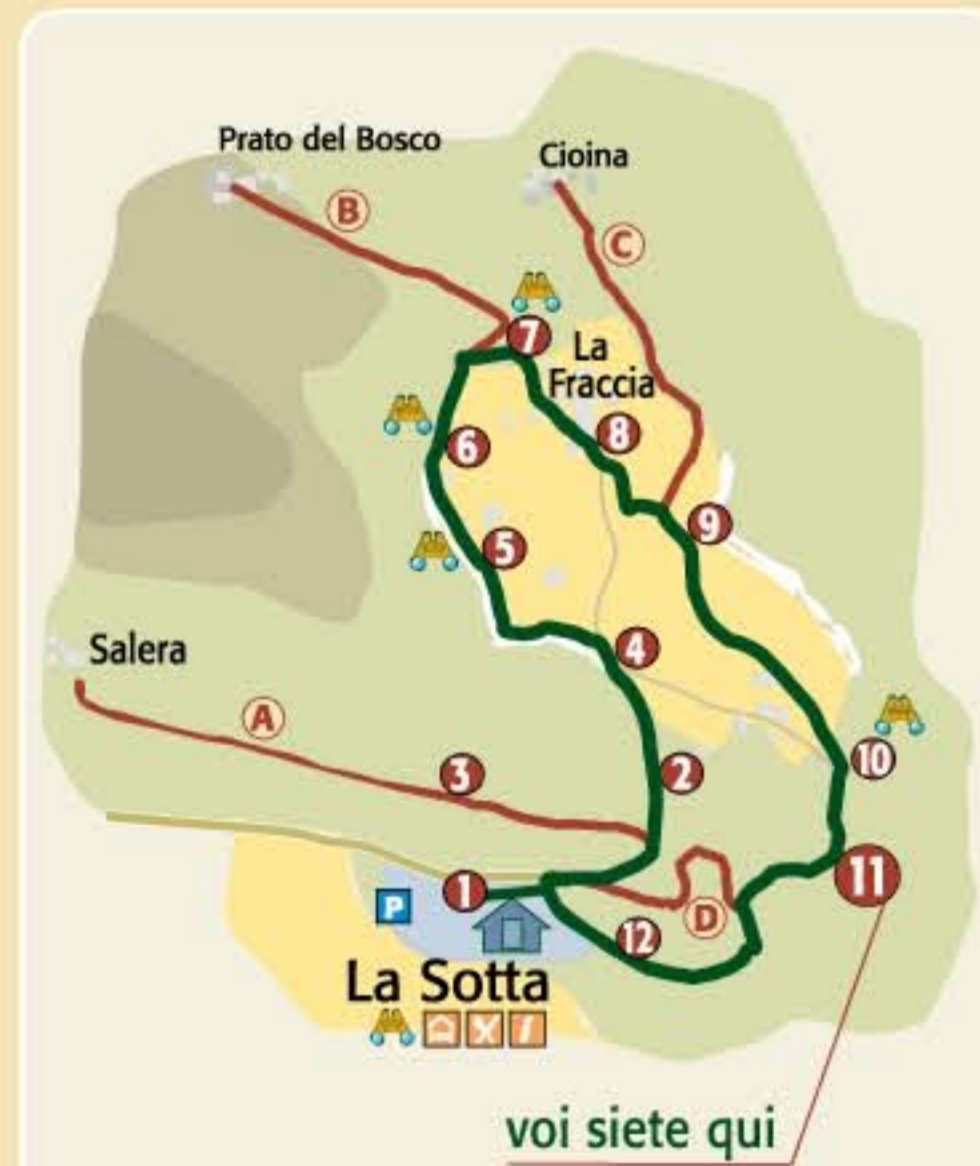 Prato del Bosco
Cioina
B
C
7
La
Fraccia
8
6
9
5
4
Salera
A
3
2
10
1
11
P
D
12
La Sotta
i
voi siete qui